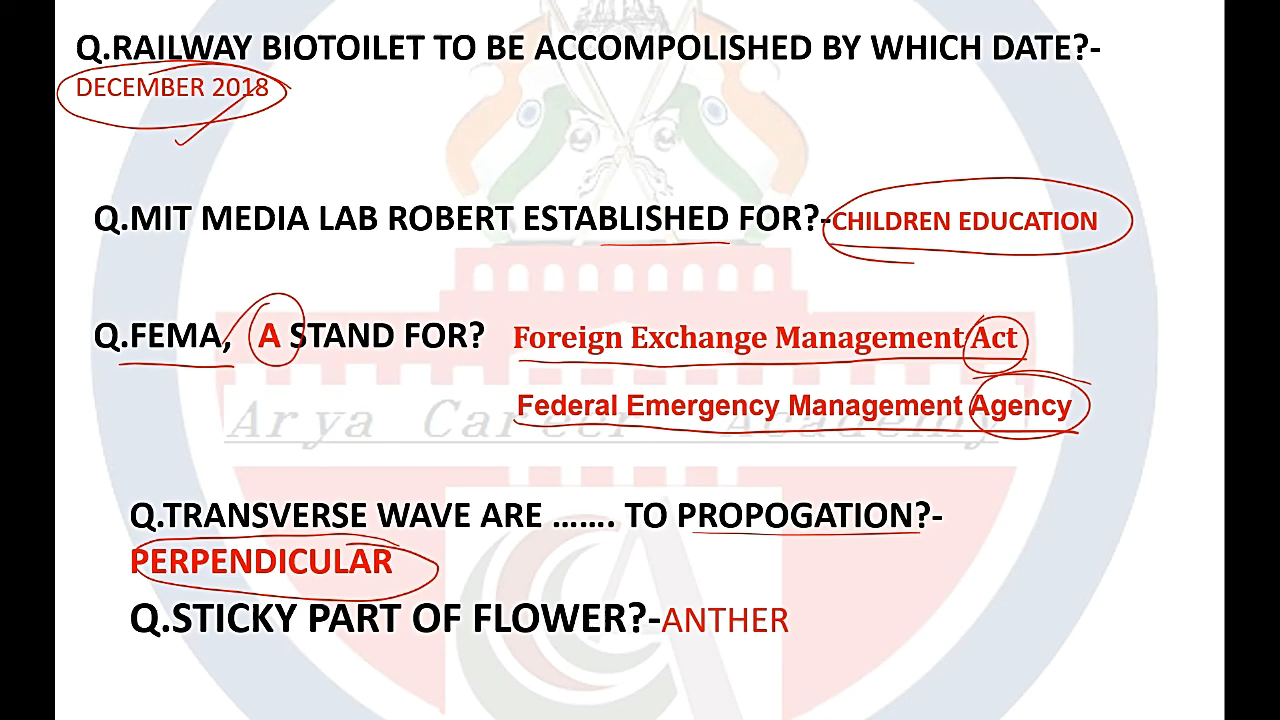 Q.RAILWAY BIOTOILET TO BE ACCOMPOLISHED BY WHICH DATE?-
DECEMBER 2018
Q.MIT MEDIA LAB ROBERT ESTABLISHED FOR?-CHILDREN EDUCATION
Q.FEMA, A STAND FOR? Foreign Exchange Management Act
Federal Emergency Management Agency
Arya Career Academy
Q.TRANSVERSE WAVE ARE ……. TO PROPOGATION?-
PERPENDICULAR
Q.STICKY PART OF FLOWER?-ANTHER